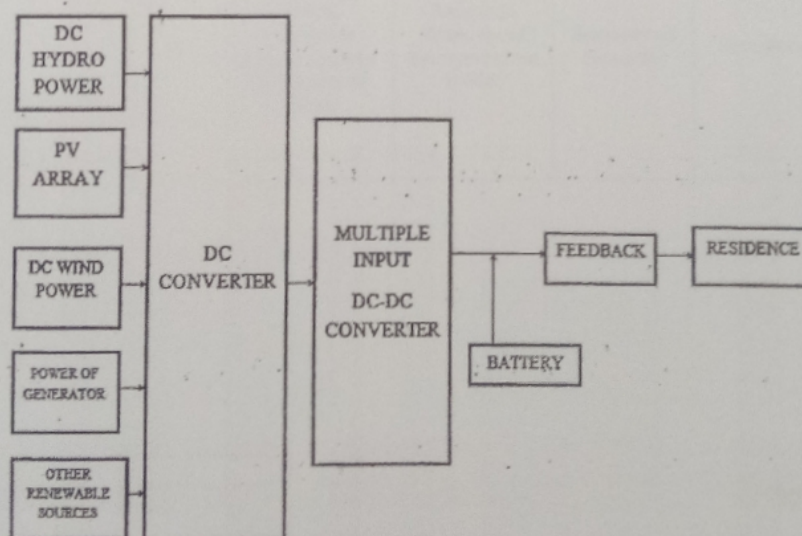 DC
HYDRO
POWER
PV
ARRAY
DC WIND
POWER
POWER OF
GENERATOR
OTHER
RENEWABLE
SOURCES
DC
CONVERTER
MULTIPLE
INPUT
DC-DC
CONVERTER
BATTERY
FEEDBACK
RESIDENCE